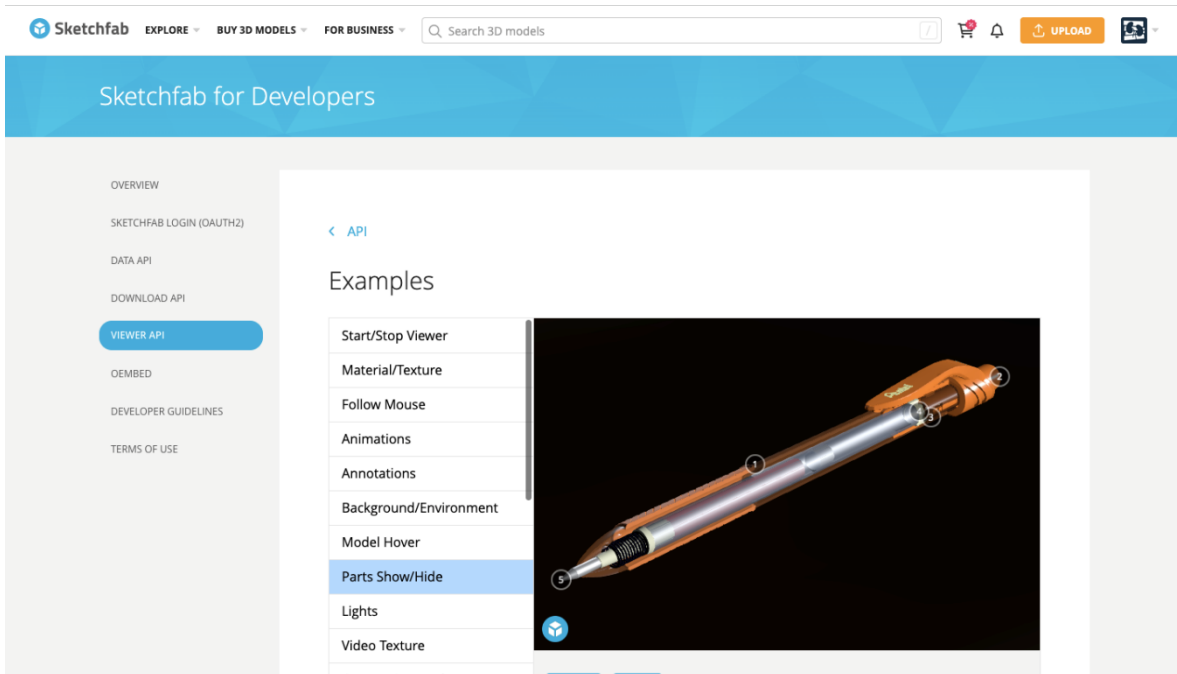 Sketchfab EXPLORE BUY 3D MODELS FOR BUSINESS Search 3D models / UPLOAD
Sketchfab for Developers
OVERVIEW
SKETCHFAB LOGIN (OAUTH2)
DATA API
DOWNLOAD API
VIEWER API
OEMBED
DEVELOPER GUIDELINES
TERMS OF USE
< API
Examples
Start/Stop Viewer
Material/Texture
Follow Mouse
Animations
Annotations
Background/Environment
Model Hover
Parts Show/Hide
Lights
Video Texture
Pentel
2
4
3
1
5